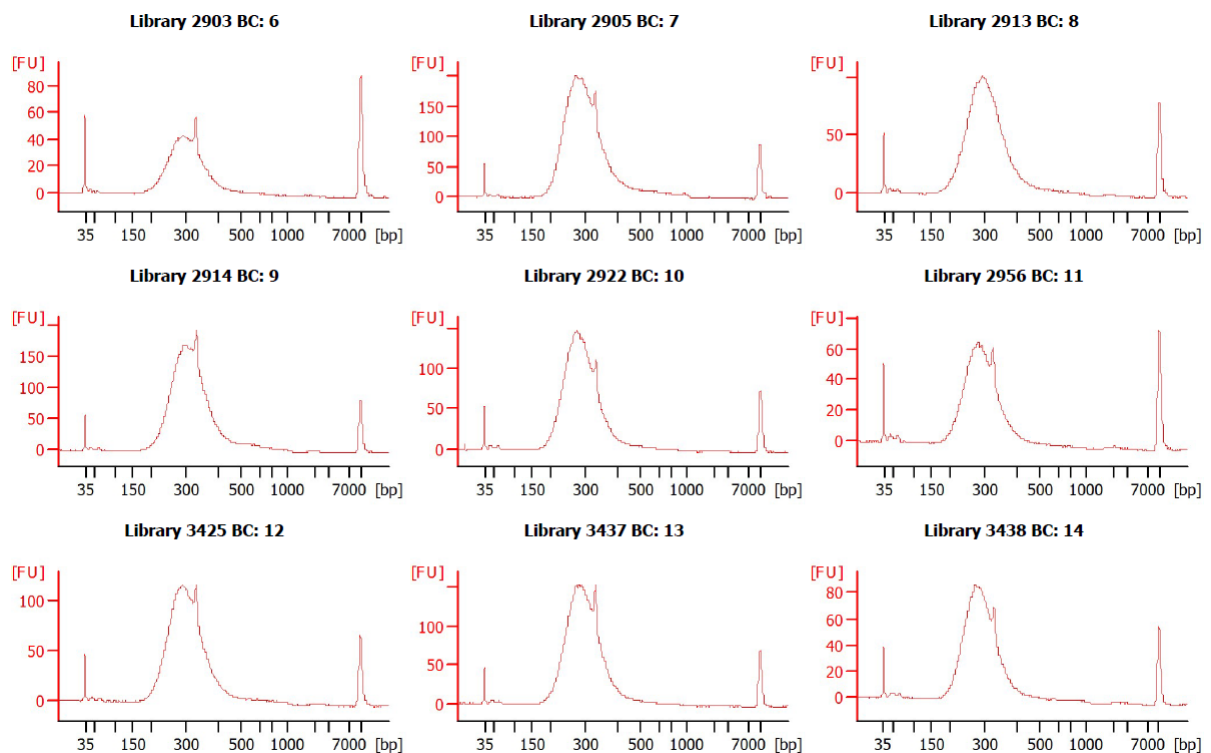 Library 2903 BC: 6
Library 2905 BC: 7
Library 2913 BC: 8
[FU]
80
60
40
20
0
35 150 300 500 1000 7000 [bp]
[FU]
150
100
50
0
35 150 300 500 1000 7000 [bp]
[FU]
50
0
35 150 300 500 1000 7000 [bp]
Library 2914 BC: 9
Library 2922 BC: 10
Library 2956 BC: 11
[FU]
150
100
50
0
35 150 300 500 1000 7000 [bp]
[FU]
100
50
0
35 150 300 500 1000 7000 [bp]
[FU]
60
40
20
0
35 150 300 500 1000 7000 [bp]
Library 3425 BC: 12
Library 3437 BC: 13
Library 3438 BC: 14
[FU]
100
50
0
35 150 300 500 1000 7000 [bp]
[FU]
100
50
0
35 150 300 500 1000 7000 [bp]
[FU]
80
60
40
20
0
35 150 300 500 1000 7000 [bp]